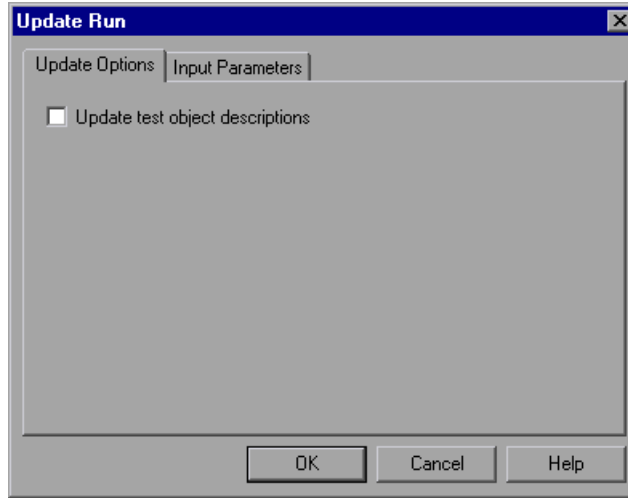 Update Run
Update Options Input Parameters
Update test object descriptions
OK Cancel Help